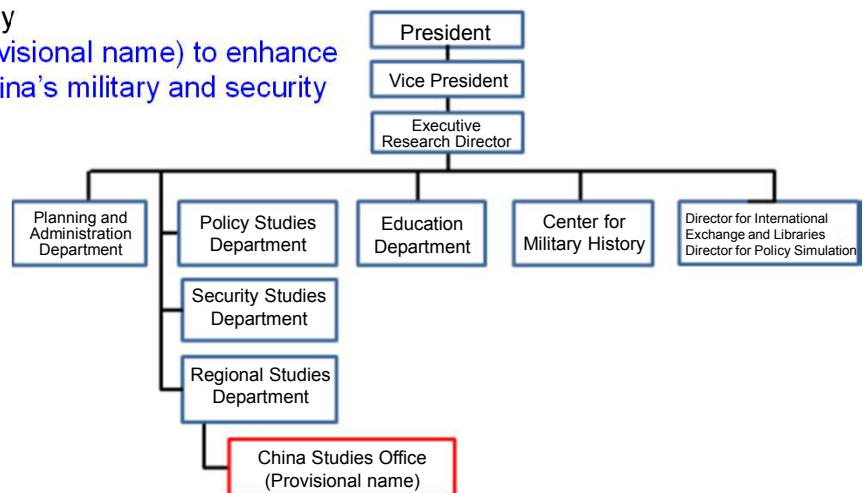 y
visional name) to enhance
ina's military and security
President
Vice President
Executive
Research Director
Planning and
Administration
Department
Policy Studies
Department
Education
Department
Center for
Military History
Director for International
Exchange and Libraries
Director for Policy Simulation
Security Studies
Department
Regional Studies
Department
China Studies Office
(Provisional name)